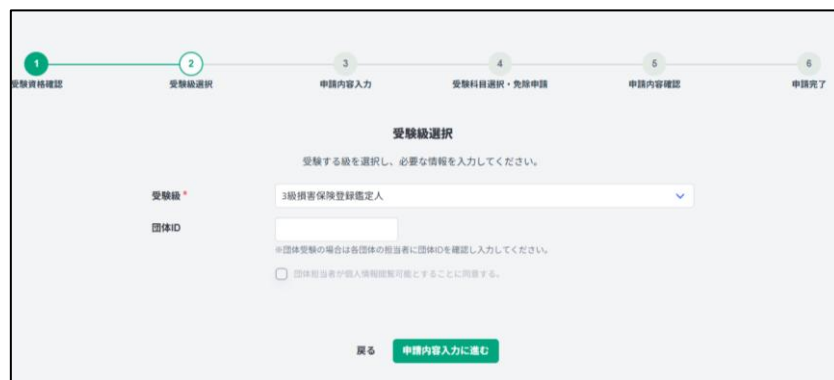 1 2 3 4 5 6
受験資格確認 受験級選択 申請内容入力 受験科目選択・免除申請 申請内容確認 申請完了
受験級選択
受験する級を選択し、必要な情報を入力してください。
受験級* 3級損害保険登録鑑定人
団体ID
※団体受験の場合は各団体の担当者に団体IDを確認し入力してください。
団体担当者が個人情報閲覧可能とすることに同意する。
戻る 申請内容入力に進む